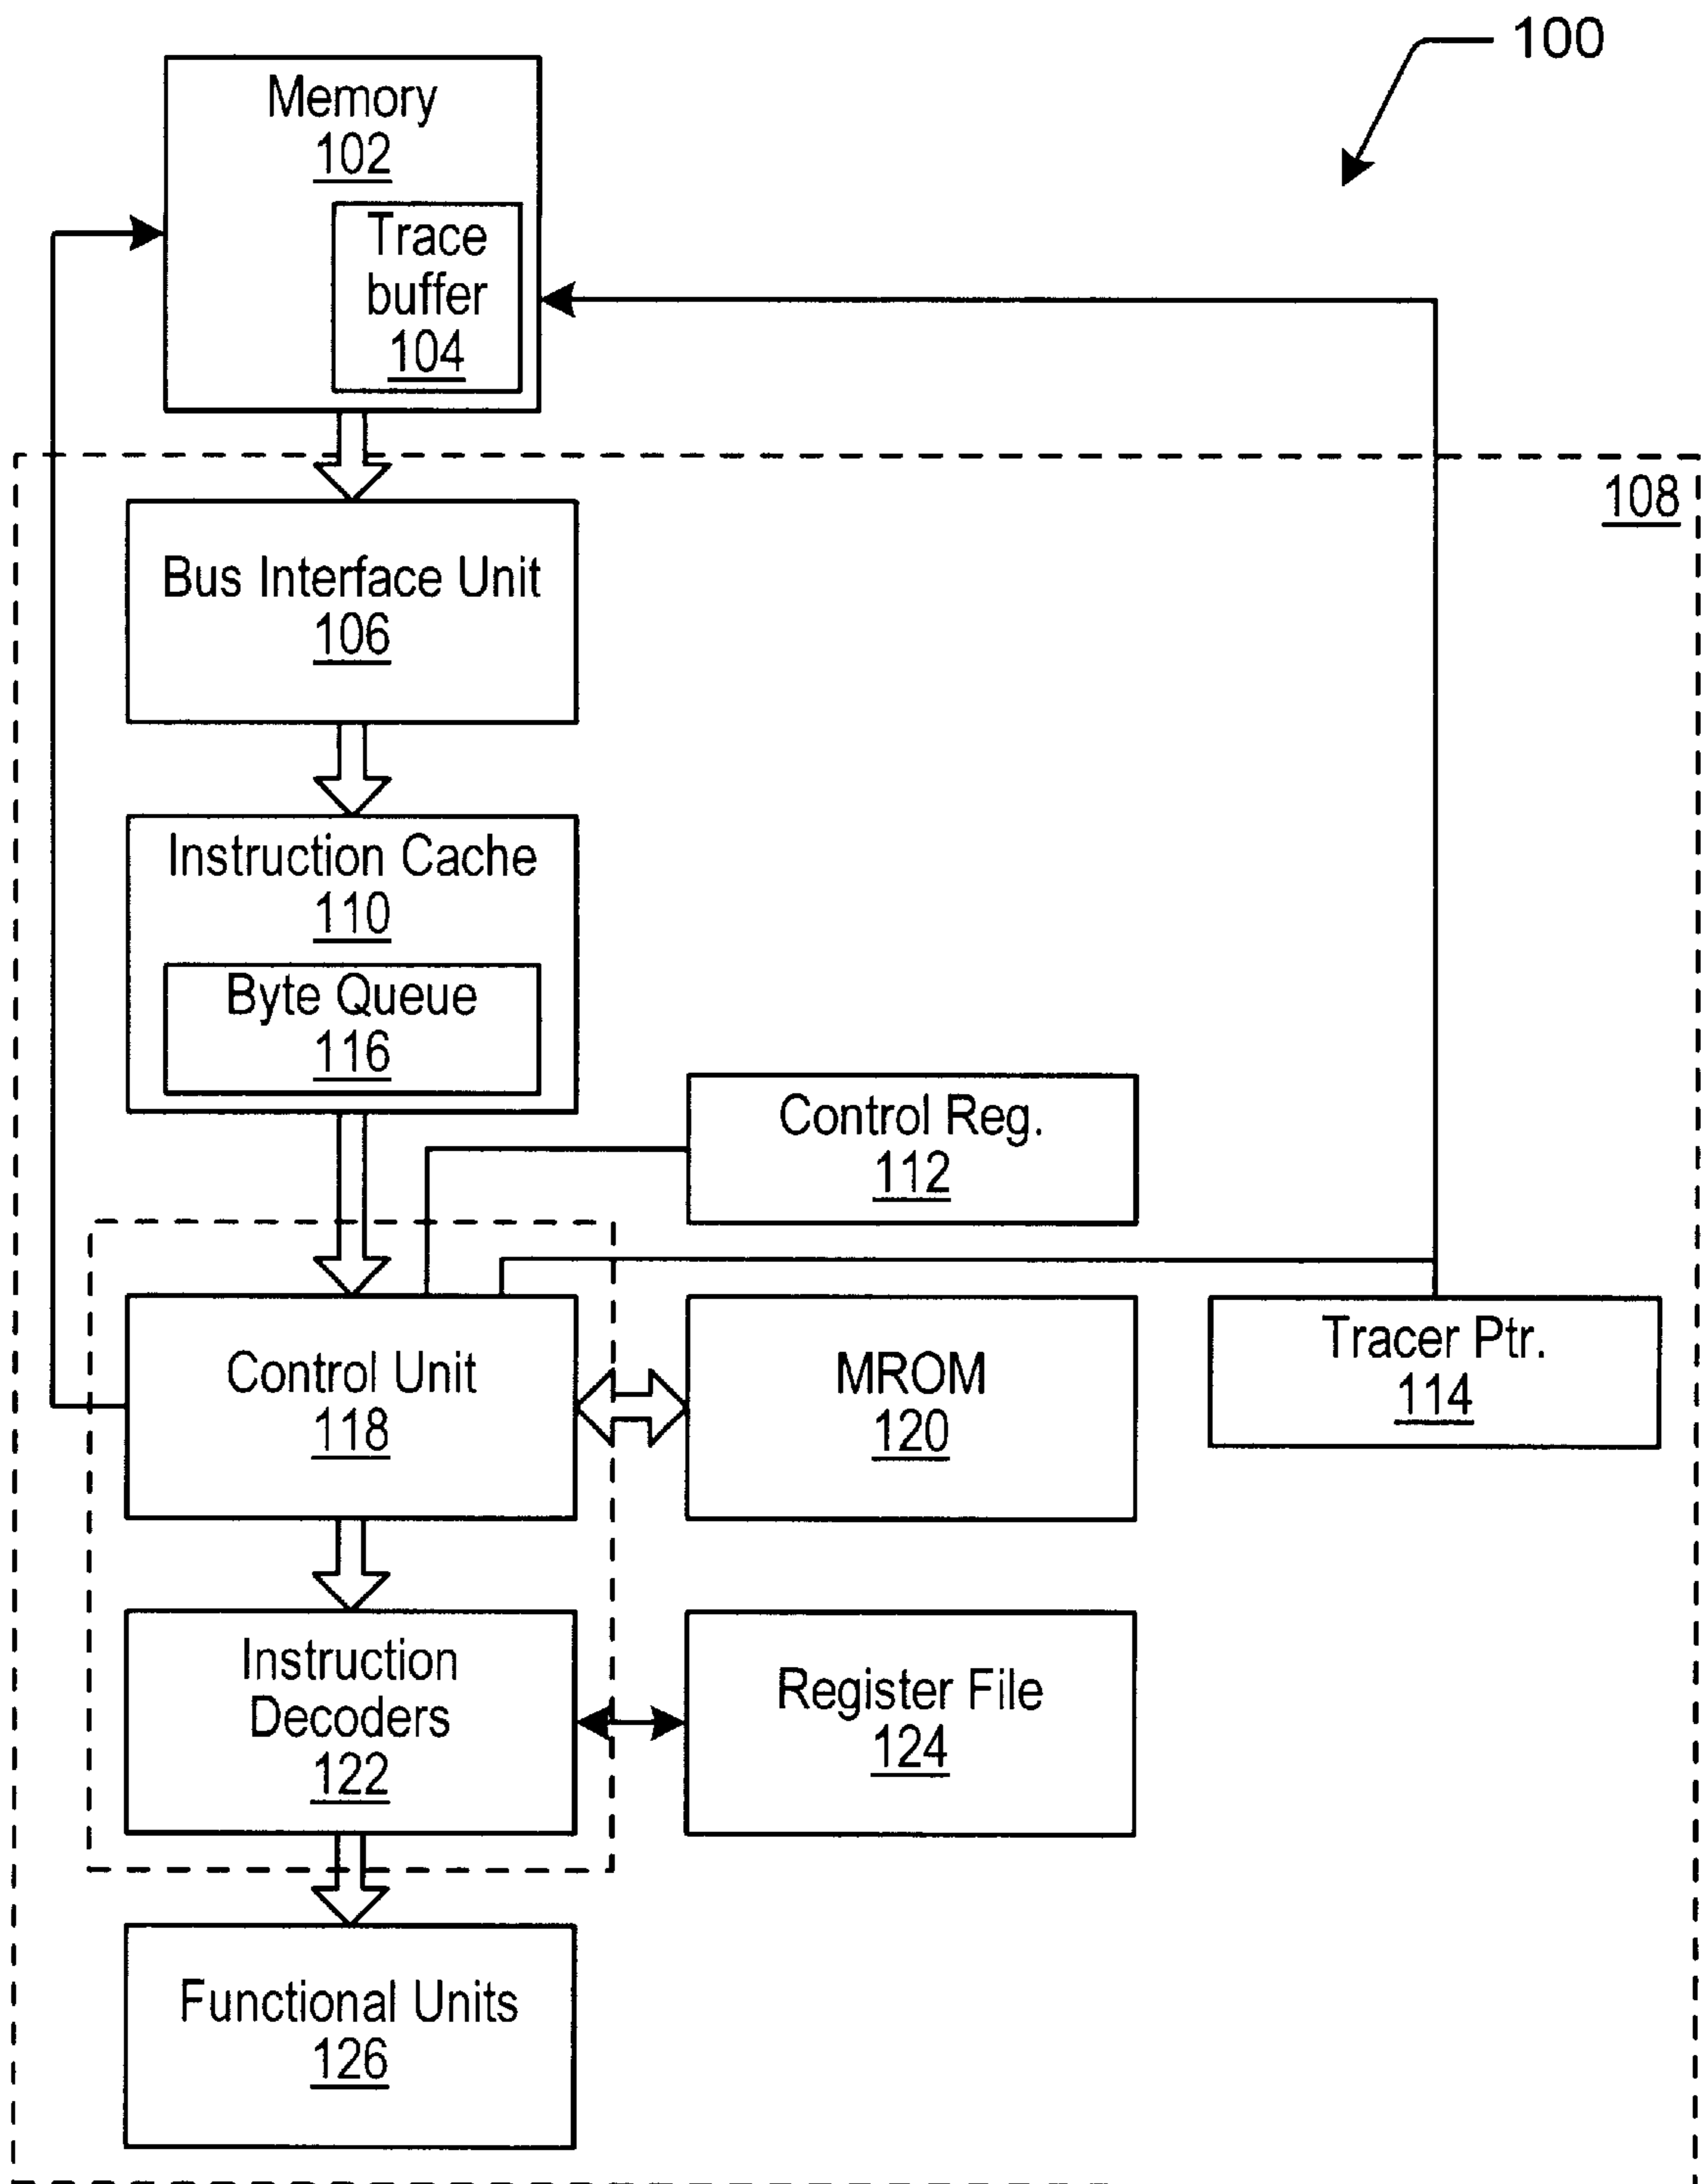 100
Memory
102
Trace
buffer
104
108
Bus Interface Unit
106
Instruction Cache
110
Byte Queue
116
Control Reg.
112
Control Unit
118
MROM
120
Tracer Ptr.
114
Instruction
Decoders
122
Register File
124
Functional Units
126